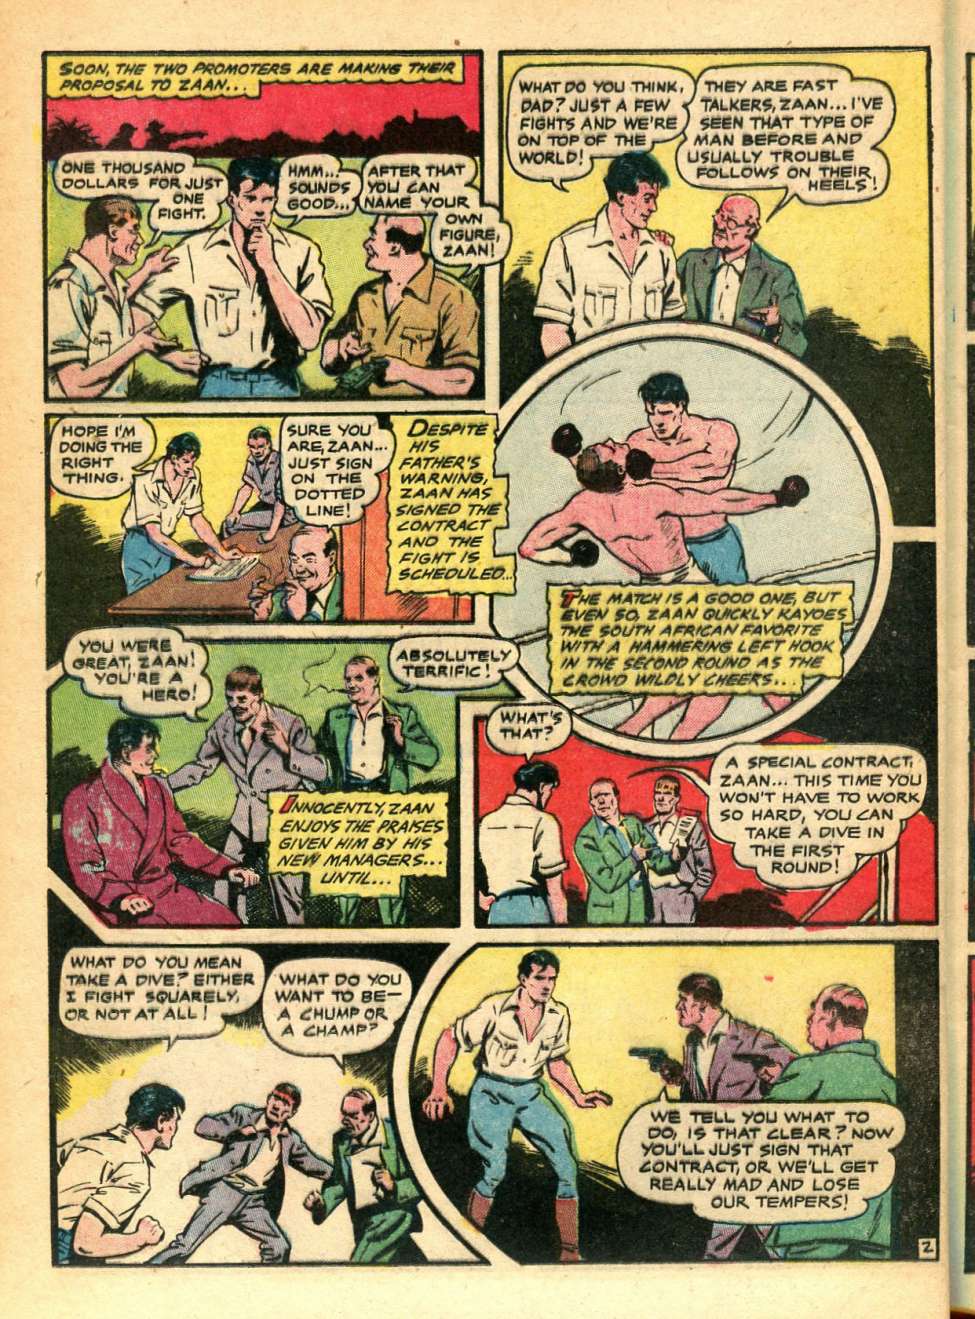 SOON, THE TWO PROMOTERS ARE MAKING THEIR
PROPOSAL TO ZAAN...
ONE THOUSAND
DOLLARS FOR JUST
ONE
FIGHT.
HMM...
SOUNDS
GOOD...
AFTER THAT
YOU CAN
NAME YOUR
OWN
FIGURE,
ZAAN!
WHAT DO YOU THINK,
DAD? JUST A FEW
FIGHTS AND WE'RE
ON TOP OF THE
WORLD!
THEY ARE FAST
TALKERS, ZAAN... I'VE
SEEN THAT TYPE OF
MAN BEFORE AND
USUALLY TROUBLE
FOLLOWS ON THEIR
HEELS!
HOPE I'M
DOING THE
RIGHT
THING.
SURE YOU
ARE, ZAAN...
JUST SIGN
ON THE
DOTTED
LINE!
DESPITE
HIS
FATHER'S
WARNING,
ZAAN HAS
SIGNED THE
CONTRACT
AND THE
FIGHT IS
SCHEDULED...
THE MATCH IS A GOOD ONE, BUT
EVEN SO, ZAAN QUICKLY KAYOES
THE SOUTH AFRICAN FAVORITE
WITH A HAMMERING LEFT HOOK
IN THE SECOND ROUND AS THE
CROWD WILDLY CHEERS...
YOU WERE
GREAT, ZAAN!
YOU'RE A
HERO!
ABSOLUTELY
TERRIFIC!
INNOCENTLY, ZAAN
ENJOYS THE PRAISES
GIVEN HIM BY HIS
NEW MANAGERS...
UNTIL...
WHAT'S
THAT?
A SPECIAL CONTRACT,
ZAAN... THIS TIME YOU
WON'T HAVE TO WORK
SO HARD, YOU CAN
TAKE A DIVE IN
THE FIRST
ROUND!
WHAT DO YOU MEAN
TAKE A DIVE? EITHER
I FIGHT SQUARELY,
OR NOT AT ALL!
WHAT DO YOU
WANT TO BE—
A CHUMP OR
A CHAMP?
WE TELL YOU WHAT TO
DO, IS THAT CLEAR? NOW
YOU'LL JUST SIGN THAT
CONTRACT, OR WE'LL GET
REALLY MAD AND LOSE
OUR TEMPERS!
2